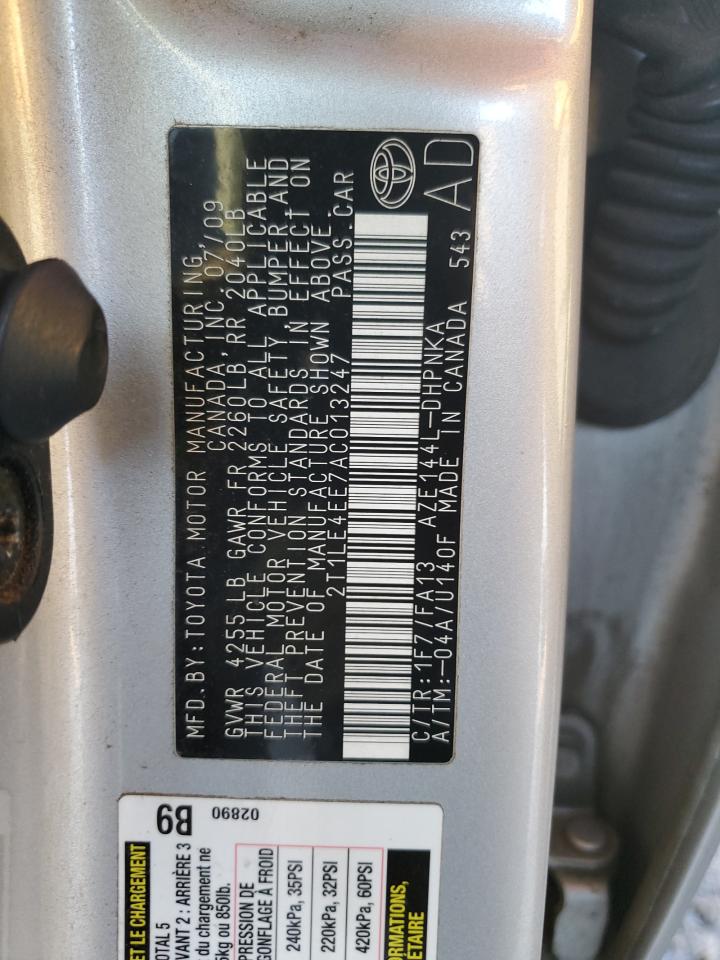 MFD.BY:TOYOTA MOTOR MANUFACTURING,
CANADA, INC. 07/09
GVWR 4255 LB GAWR FR 2260LB RR 2040LB
THIS VEHICLE CONFORMS TO ALL APPLICABLE
FEDERAL MOTOR VEHICLE SAFETY, BUMPER, AND
THEFT PREVENTION STANDARDS IN EFFECT ON
THE DATE OF MANUFACTURE SHOWN ABOVE.
2T1LE4EE7AC013247 PASS.CAR
C/TR:1F7/FA13 AZE144L-DHPNKA
A/TM:-04A/U140F MADE IN CANADA 543
AD
B9
02890
ET LE CHARGEMENT
TOTAL 5
VANT 2 : ARRIÈRE 3
du chargement ne
5kg ou 850lb.
PRESSION DE
GONFLAGE À FROID
240kPa, 35PSI
220kPa, 32PSI
420kPa, 60PSI
ORMATIONS,
ÉTAIRE